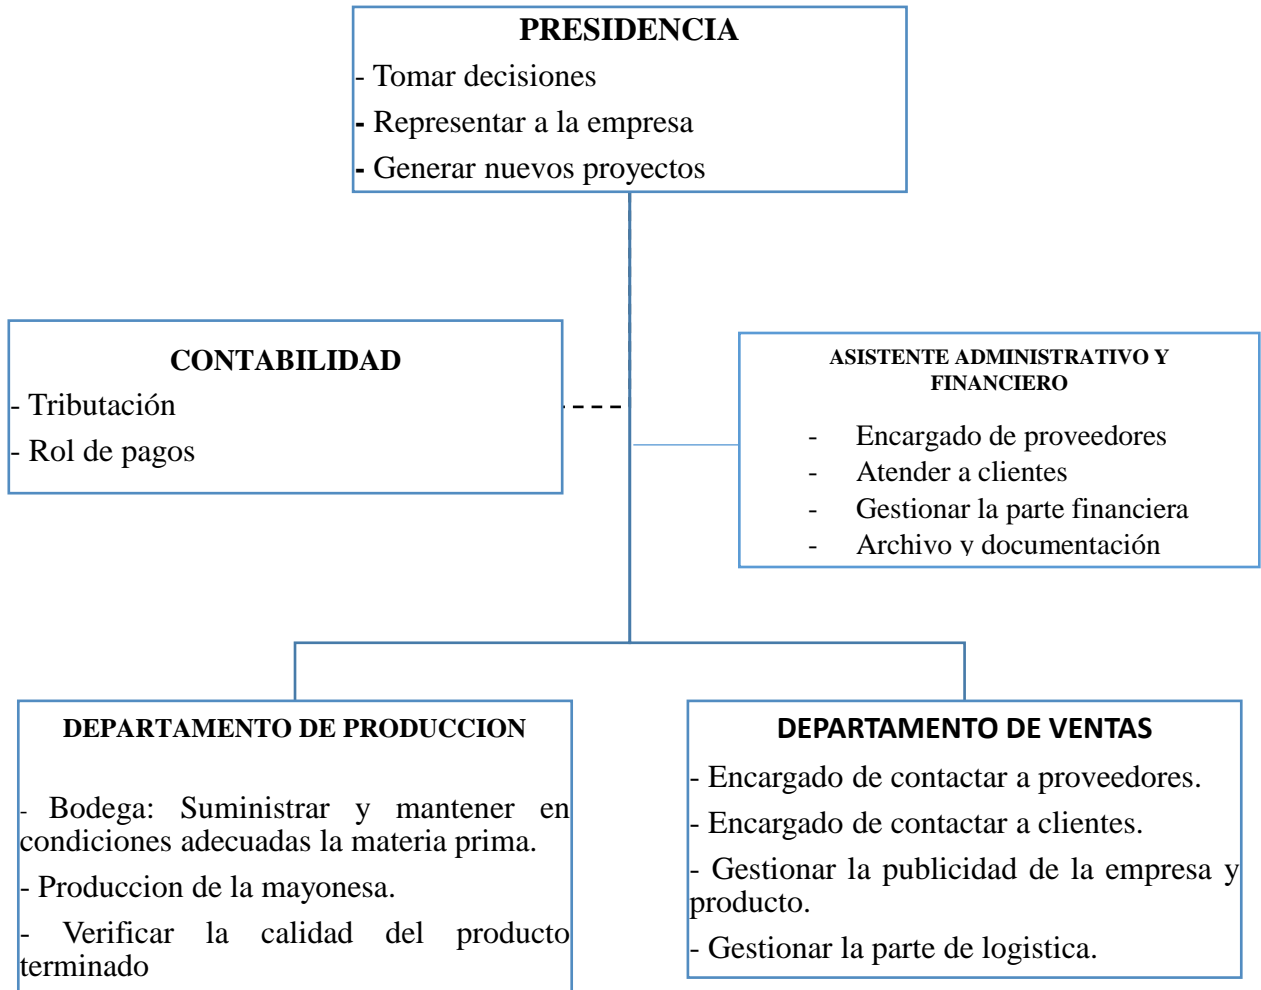 PRESIDENCIA
- Tomar decisiones
- Representar a la empresa
- Generar nuevos proyectos
CONTABILIDAD
- Tributación
- Rol de pagos
ASISTENTE ADMINISTRATIVO Y
FINANCIERO
- Encargado de proveedores
- Atender a clientes
- Gestionar la parte financiera
- Archivo y documentación
DEPARTAMENTO DE PRODUCCION
- Bodega: Suministrar y mantener en
condiciones adecuadas la materia prima.
- Produccion de la mayonesa.
- Verificar la calidad del producto
terminado
DEPARTAMENTO DE VENTAS
- Encargado de contactar a proveedores.
- Encargado de contactar a clientes.
- Gestionar la publicidad de la empresa y
producto.
- Gestionar la parte de logistica.